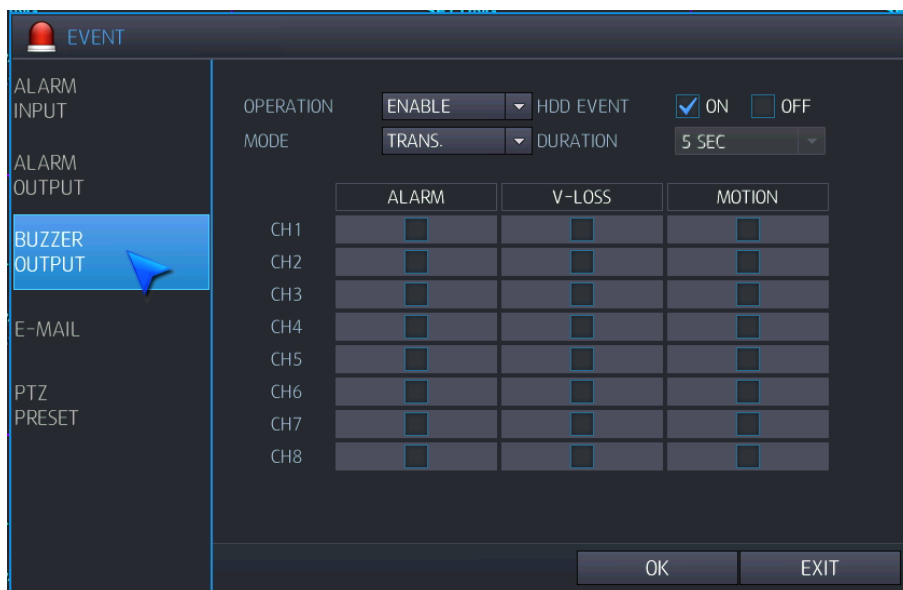 EVENT
ALARM
INPUT
ALARM
OUTPUT
BUZZER
OUTPUT
E-MAIL
PTZ
PRESET
OPERATION ENABLE HDD EVENT ON OFF
MODE TRANS. DURATION 5 SEC
ALARM V-LOSS MOTION
CH1
CH2
CH3
CH4
CH5
CH6
CH7
CH8
OK EXIT